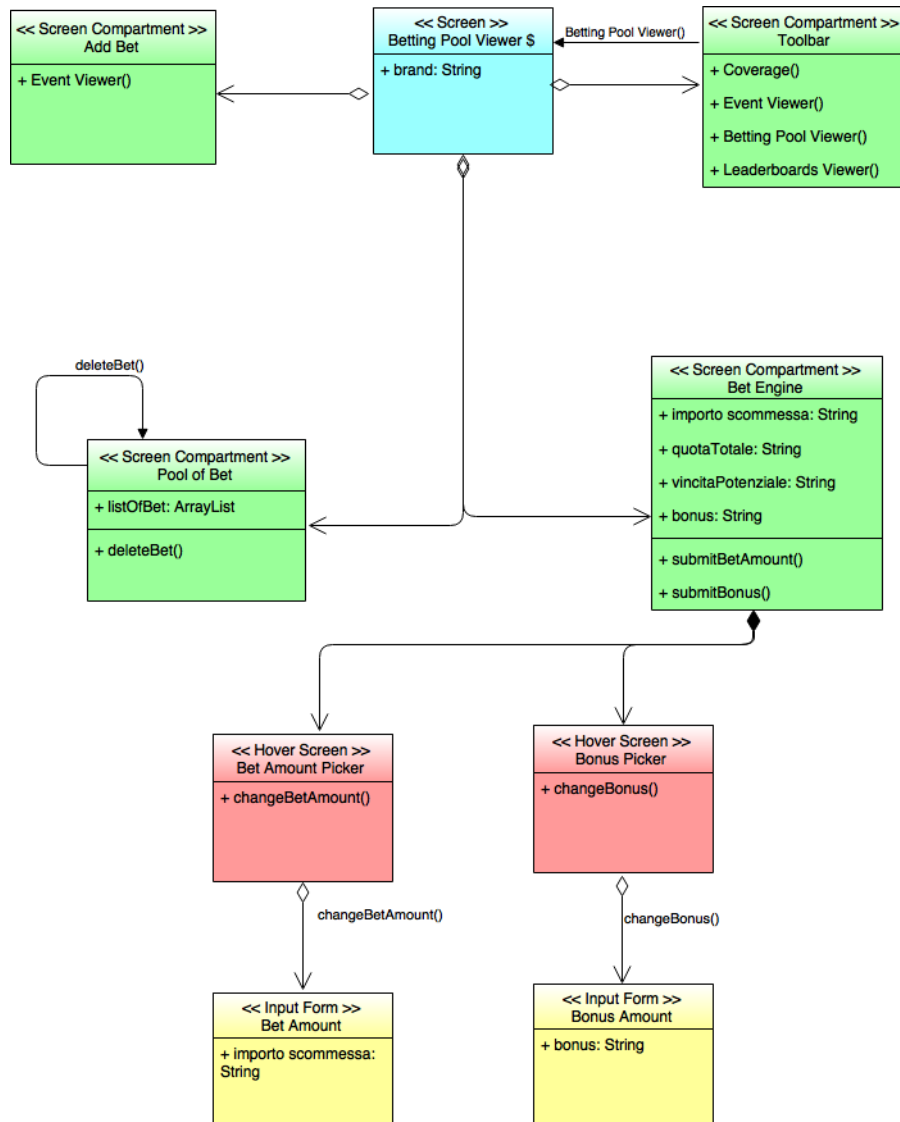 << Screen Compartment >>
Add Bet
+ Event Viewer()
<< Screen >>
Betting Pool Viewer $
+ brand: String
Betting Pool Viewer()
<< Screen Compartment >>
Toolbar
+ Coverage()
+ Event Viewer()
+ Betting Pool Viewer()
+ Leaderboards Viewer()
deleteBet()
<< Screen Compartment >>
Pool of Bet
+ listOfBet: ArrayList
+ deleteBet()
<< Screen Compartment >>
Bet Engine
+ importo scommessa: String
+ quotaTotale: String
+ vincitaPotenziale: String
+ bonus: String
+ submitBetAmount()
+ submitBonus()
<< Hover Screen >>
Bet Amount Picker
+ changeBetAmount()
<< Hover Screen >>
Bonus Picker
+ changeBonus()
changeBetAmount()
changeBonus()
<< Input Form >>
Bet Amount
+ importo scommessa:
String
<< Input Form >>
Bonus Amount
+ bonus: String